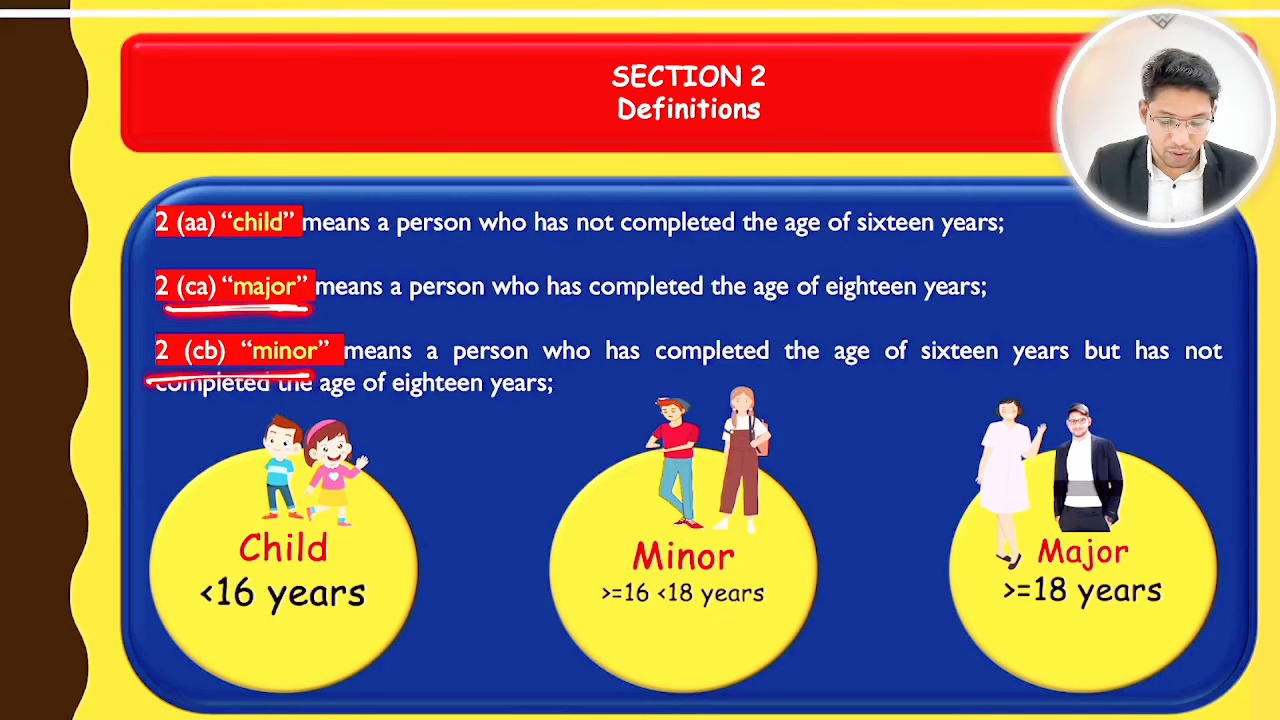 SECTION 2
Definitions
2 (aa) “child” means a person who has not completed the age of sixteen years;
2 (ca) “major” means a person who has completed the age of eighteen years;
2 (cb) “minor” means a person who has completed the age of sixteen years but has not
completed the age of eighteen years;
Child
<16 years
Minor
>=16 <18 years
Major
>=18 years